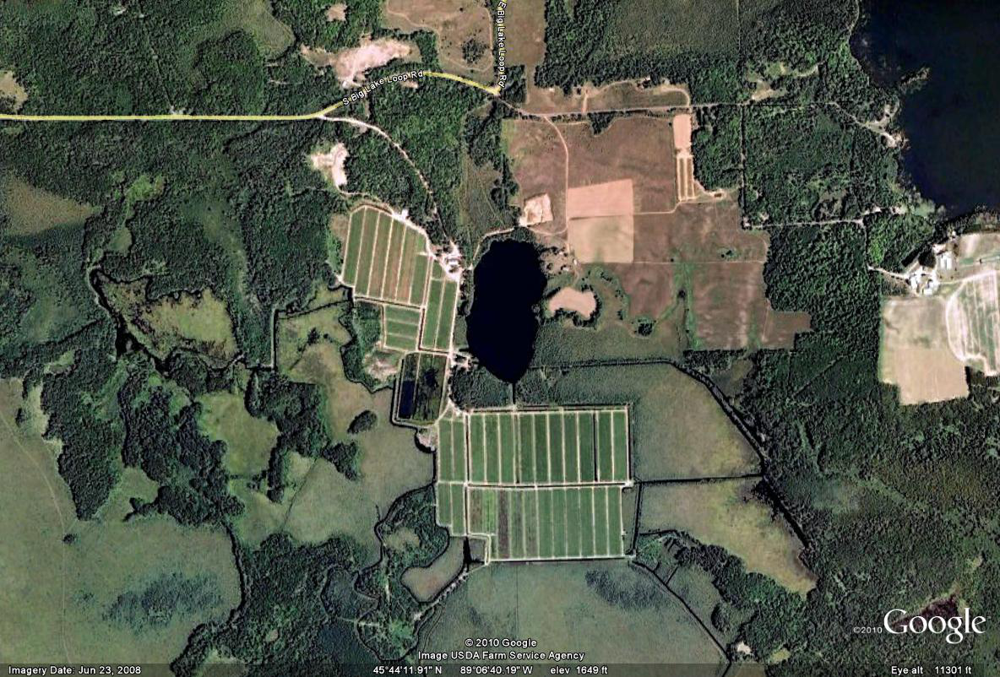 E Big Lake Loop Rd
S Big Lake Loop Rd
©2010 Google
© 2010 Google
Image USDA Farm Service Agency
Imagery Date: Jun 23, 2008 45°44'11.91" N 89°06'40.19" W elev 1649 ft Eye alt 11301 ft